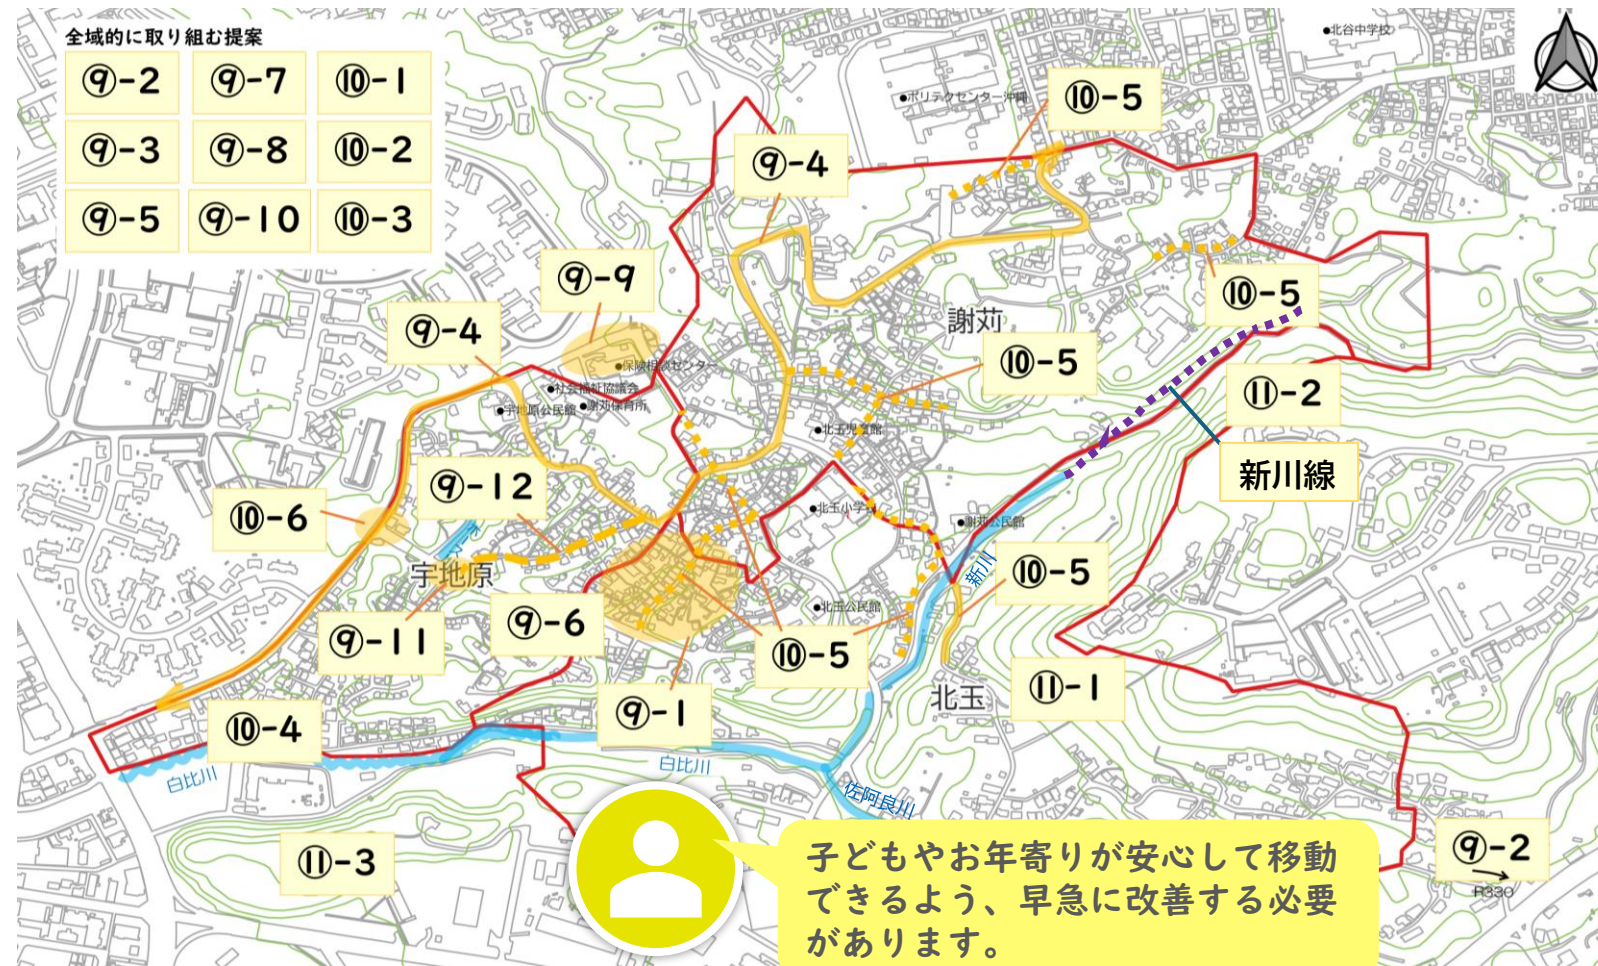 全域的に取り組む提案
⑨-2 ⑨-7 ⑩-1
⑨-3 ⑨-8 ⑩-2
⑨-5 ⑨-10 ⑩-3
●北谷中学校
●ポリテクセンター沖縄
⑩-5
⑨-4
⑨-9
⑩-5
⑨-4
謝苅
⑩-5
●保険相談センター
●社会福祉協議会
●宇地原公民館
●謝苅保育所
⑪-2
●北玉児童館
新川線
⑨-12
⑩-6
●北玉小学校
●謝苅公民館
宇地原
新川
⑩-5
⑨-6
●北玉公民館
⑨-11
⑩-5
⑪-1
北玉
⑨-1
⑩-4
白比川
白比川
佐阿良川
⑪-3
⑨-2
→
R330
子どもやお年寄りが安心して移動
できるよう、早急に改善する必要
があります。